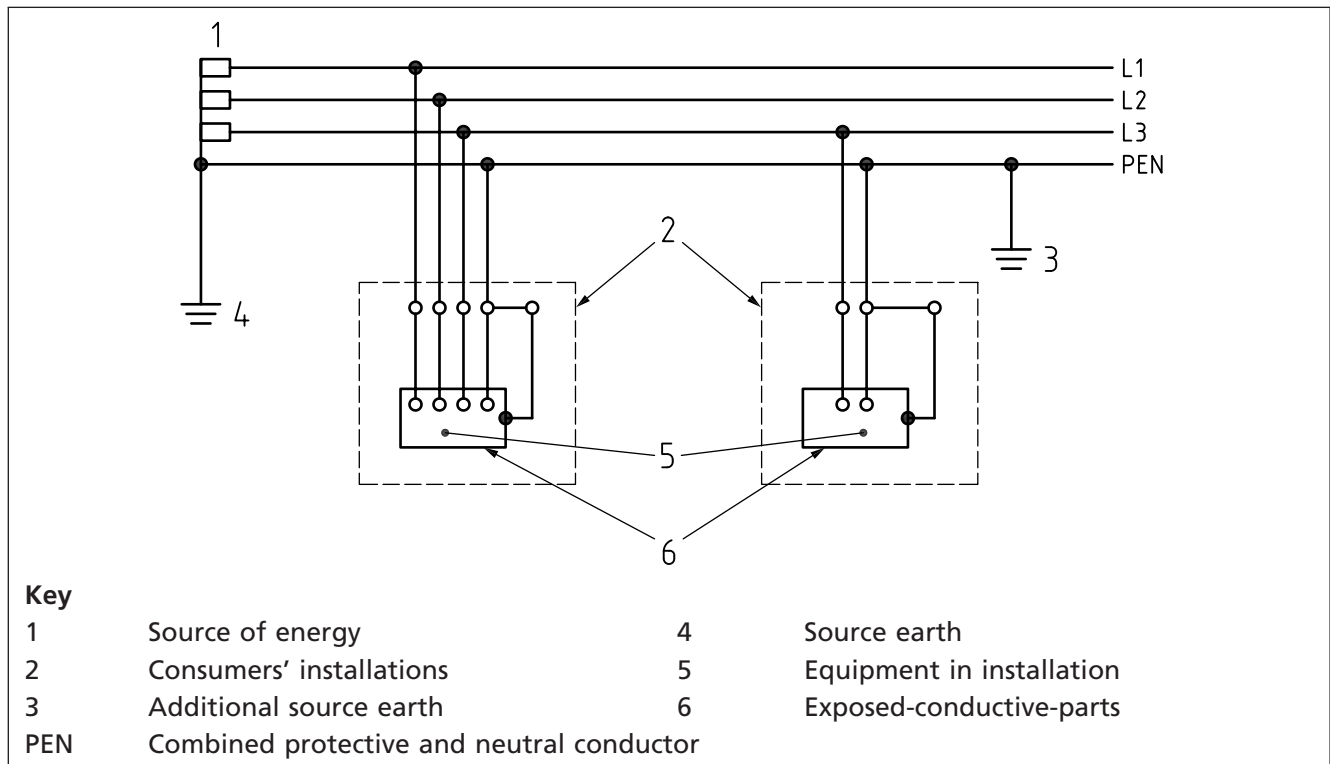 1
L1
L2
L3
PEN
2
3
4
5
6
Key
1 Source of energy 4 Source earth
2 Consumers’ installations 5 Equipment in installation
3 Additional source earth 6 Exposed-conductive-parts
PEN Combined protective and neutral conductor